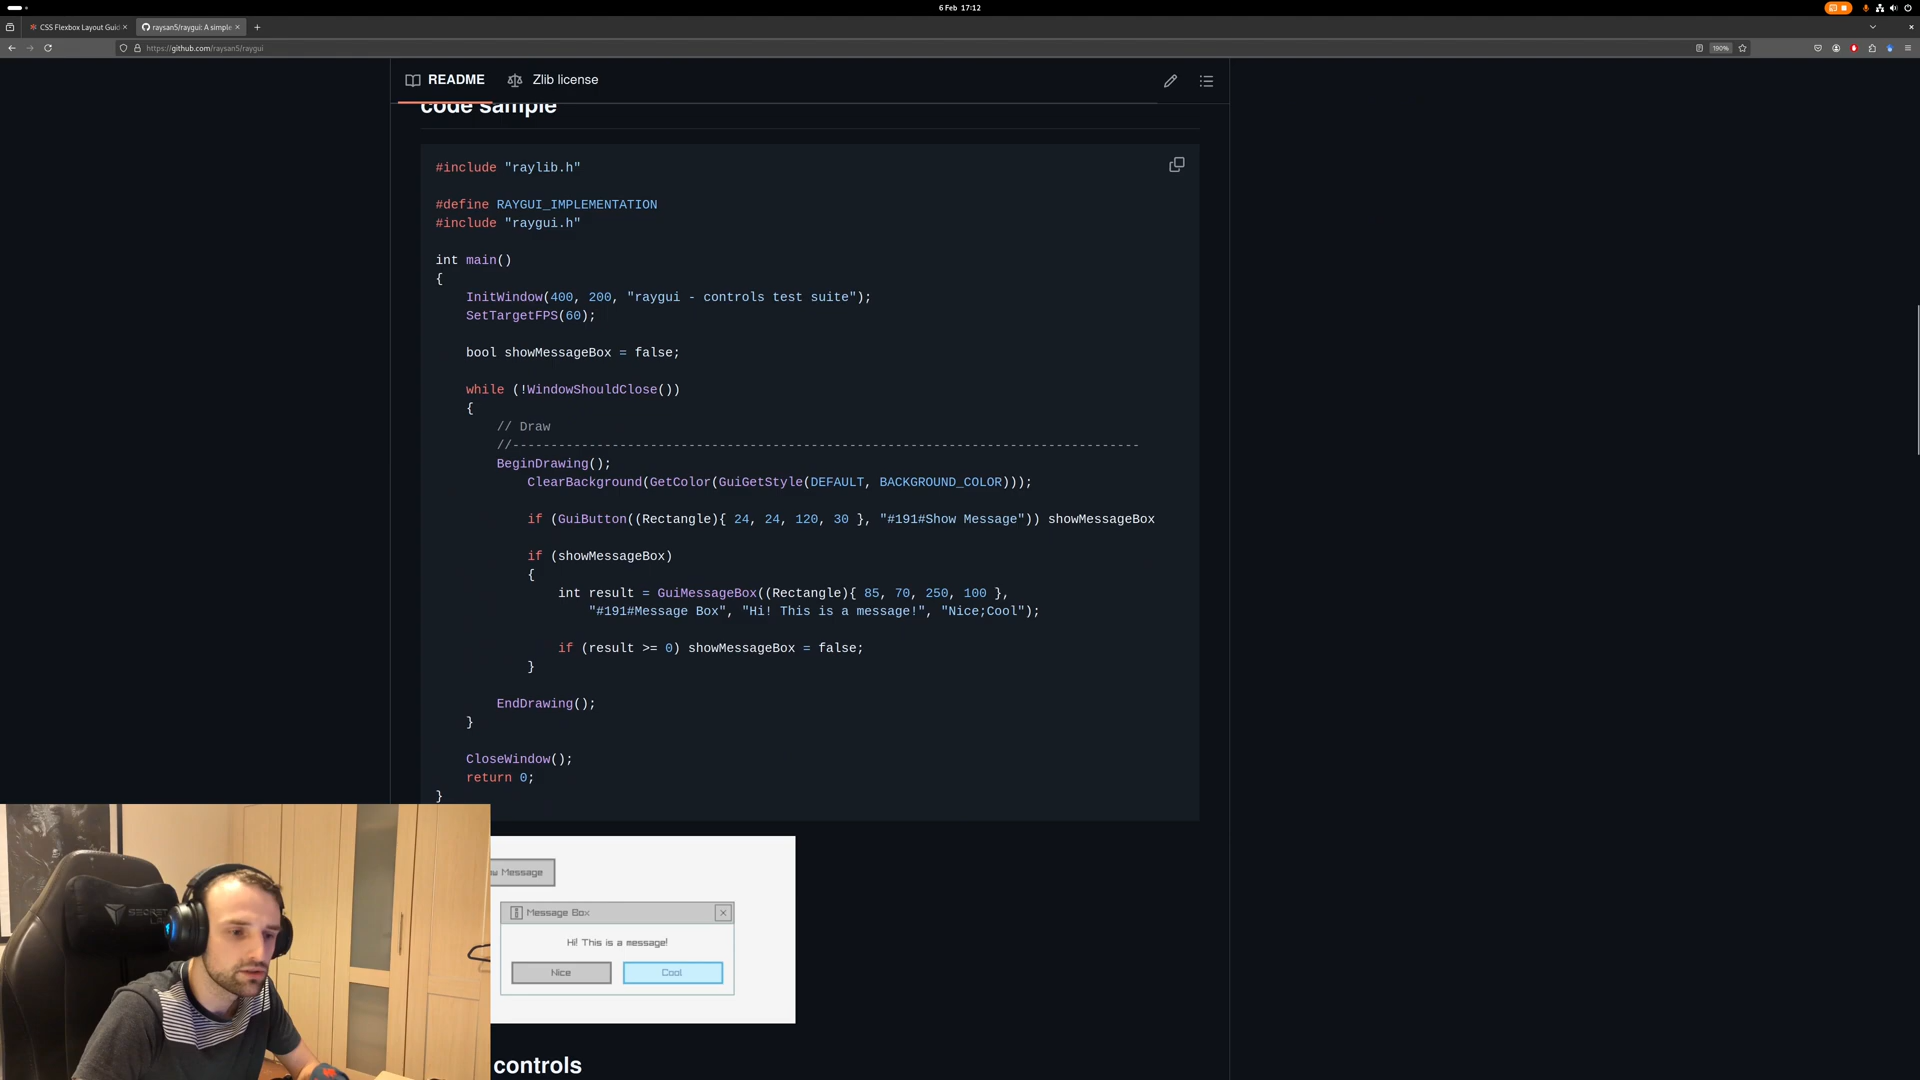 6 Feb 17:12
CSS Flexbox Layout Guid
raysan5/raygui: A simple
https://github.com/raysan5/raygui
190%
README
Zlib license
code sample
#include "raylib.h"
#define RAYGUI_IMPLEMENTATION
#include "raygui.h"
int main()
{
InitWindow(400, 200, "raygui - controls test suite");
SetTargetFPS(60);
bool showMessageBox = false;
while (!WindowShouldClose())
{
// Draw
//----------------------------------------------------------------------------------
BeginDrawing();
ClearBackground(GetColor(GuiGetStyle(DEFAULT, BACKGROUND_COLOR)));
if (GuiButton((Rectangle){ 24, 24, 120, 30 }, "#191#Show Message")) showMessageBox
if (showMessageBox)
{
int result = GuiMessageBox((Rectangle){ 85, 70, 250, 100 },
"#191#Message Box", "Hi! This is a message!", "Nice;Cool");
if (result >= 0) showMessageBox = false;
}
EndDrawing();
}
CloseWindow();
return 0;
}
Message
Message Box
Hi! This is a message!
Nice
Cool
controls